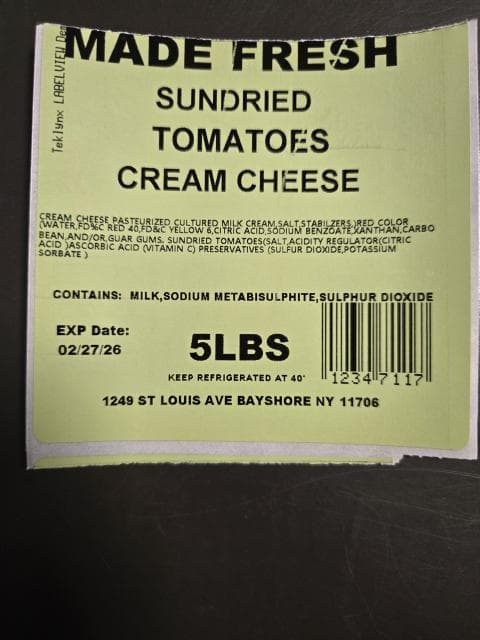 MADE FRESH
Teklynx LABELVIEW Dem
SUNDRIED
TOMATOES
CREAM CHEESE
CREAM CHEESE PASTEURIZED CULTURED MILK CREAM,SALT,STABILZERS,)RED COLOR
(WATER,FD%C RED 40,FD&C YELLOW 6,CITRIC ACID,SODIUM BENZOATE,XANTHAN,CARBO
BEAN,AND/OR,GUAR GUMS, SUNDRIED TOMATOES(SALT,ACIDITY REGULATOR(CITRIC
ACID )ASCORBIC ACID (VITAMIN C) PRESERVATIVES (SULFUR DIOXIDE,POTASSIUM
SORBATE )
CONTAINS: MILK,SODIUM METABISULPHITE,SULPHUR DIOXIDE
EXP Date:
02/27/26
5LBS
KEEP REFRIGERATED AT 40°
12347117
1249 ST LOUIS AVE BAYSHORE NY 11706